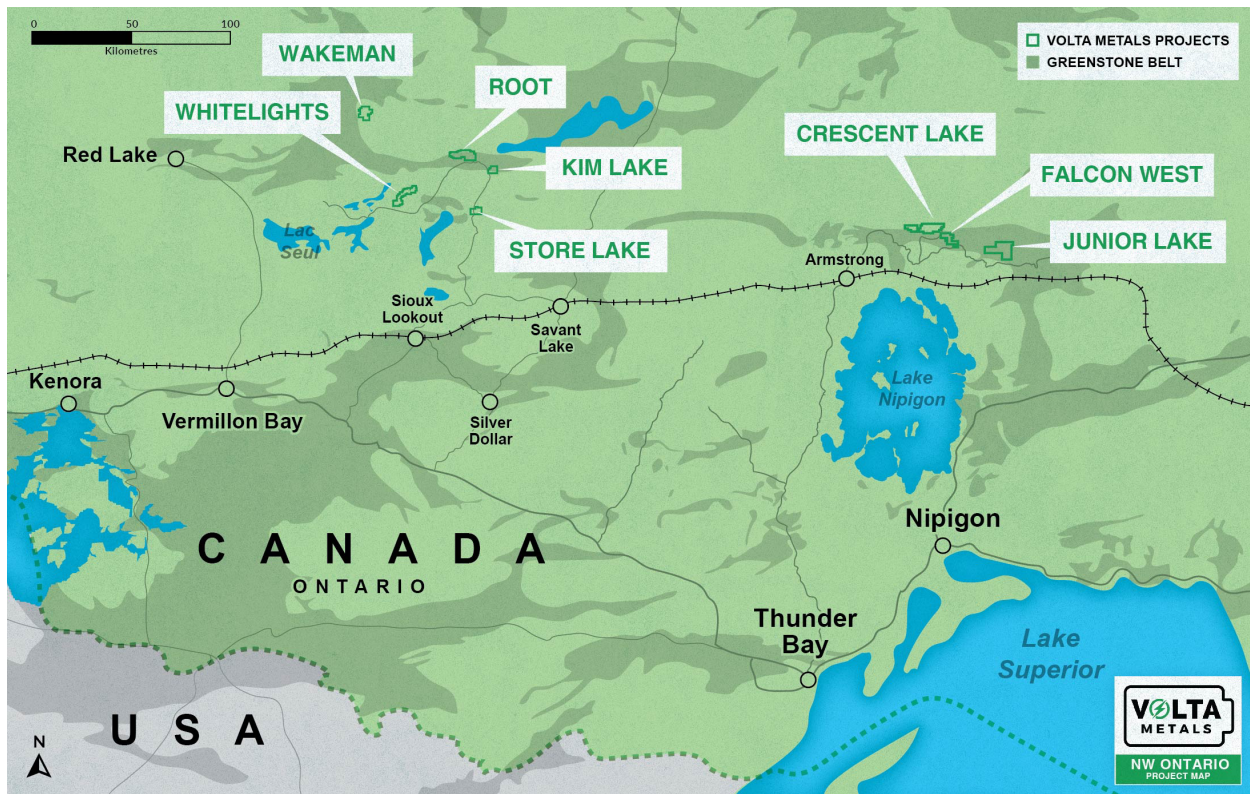 0 50 100
Kilometres
VOLTA METALS PROJECTS
GREENSTONE BELT
WAKEMAN
ROOT
WHITELIGHTS
CRESCENT LAKE
Red Lake
KIM LAKE
FALCON WEST
Lac
Seul
STORE LAKE
JUNIOR LAKE
Armstrong
Sioux
Lookout
Savant
Lake
Kenora
Vermillon Bay
Silver
Dollar
Lake
Nipigon
Nipigon
CANADA
ONTARIO
Thunder
Bay
Lake
Superior
USA
N
VOLTA
METALS
NW ONTARIO
PROJECT MAP